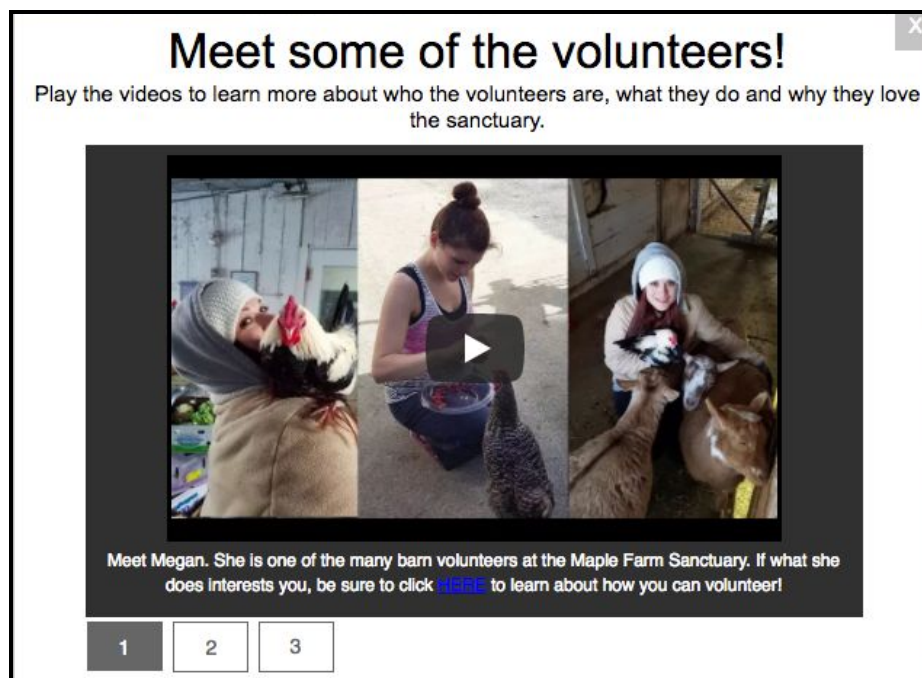 X
Meet some of the volunteers!
Play the videos to learn more about who the volunteers are, what they do and why they love
the sanctuary.
Meet Megan. She is one of the many barn volunteers at the Maple Farm Sanctuary. If what she
does interests you, be sure to click HERE to learn about how you can volunteer!
1 2 3